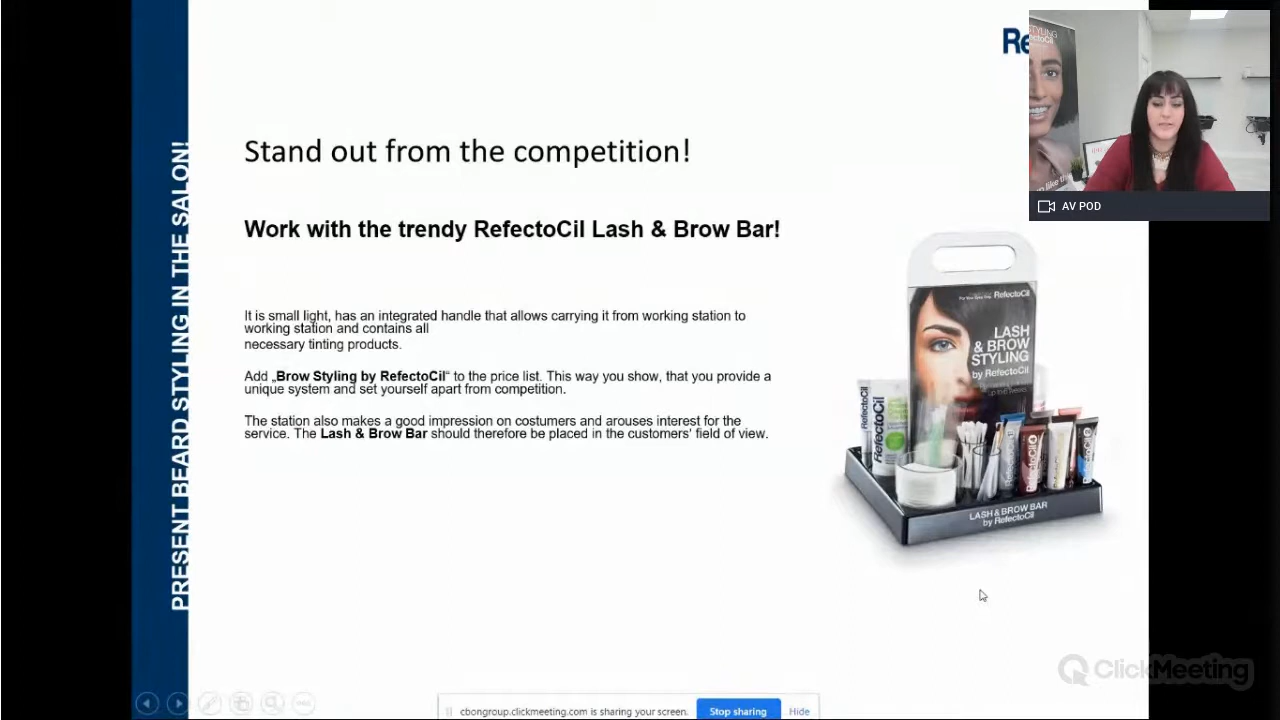 PRESENT BEARD STYLING IN THE SALON!
Re
Stand out from the competition!
Work with the trendy RefectoCil Lash & Brow Bar!
It is small light, has an integrated handle that allows carrying it from working station to
working station and contains all
necessary tinting products.
Add „Brow Styling by RefectoCil“ to the price list. This way you show, that you provide a
unique system and set yourself apart from competition.
The station also makes a good impression on costumers and arouses interest for the
service. The Lash & Brow Bar should therefore be placed in the customers' field of view.
AV POD
RefectoCil
LASH
& BROW
STYLING
by RefectoCil
RefectoCil
RefectoCil
LASH & BROW BAR
by RefectoCil
ClickMeeting
cbongroup.clickmeeting.com is sharing your screen.
Stop sharing
Hide